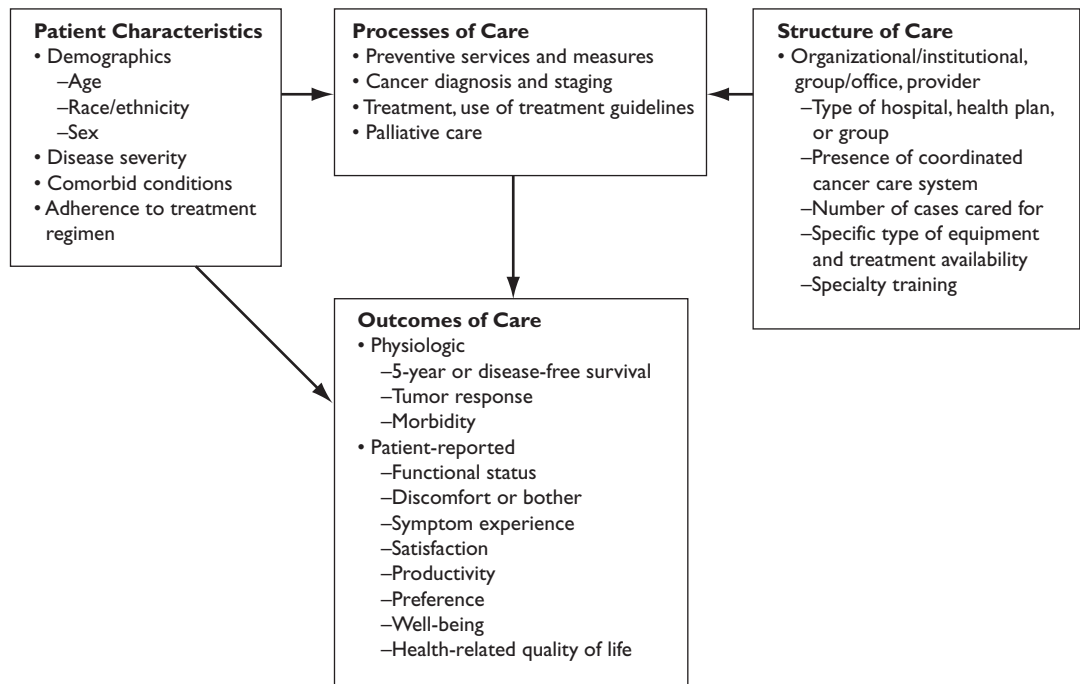 Patient Characteristics
• Demographics
–Age
–Race/ethnicity
–Sex
• Disease severity
• Comorbid conditions
• Adherence to treatment
regimen
Processes of Care
• Preventive services and measures
• Cancer diagnosis and staging
• Treatment, use of treatment guidelines
• Palliative care
Structure of Care
• Organizational/institutional,
group/office, provider
–Type of hospital, health plan,
or group
–Presence of coordinated
cancer care system
–Number of cases cared for
–Specific type of equipment
and treatment availability
–Specialty training
Outcomes of Care
• Physiologic
–5-year or disease-free survival
–Tumor response
–Morbidity
• Patient-reported
–Functional status
–Discomfort or bother
–Symptom experience
–Satisfaction
–Productivity
–Preference
–Well-being
–Health-related quality of life